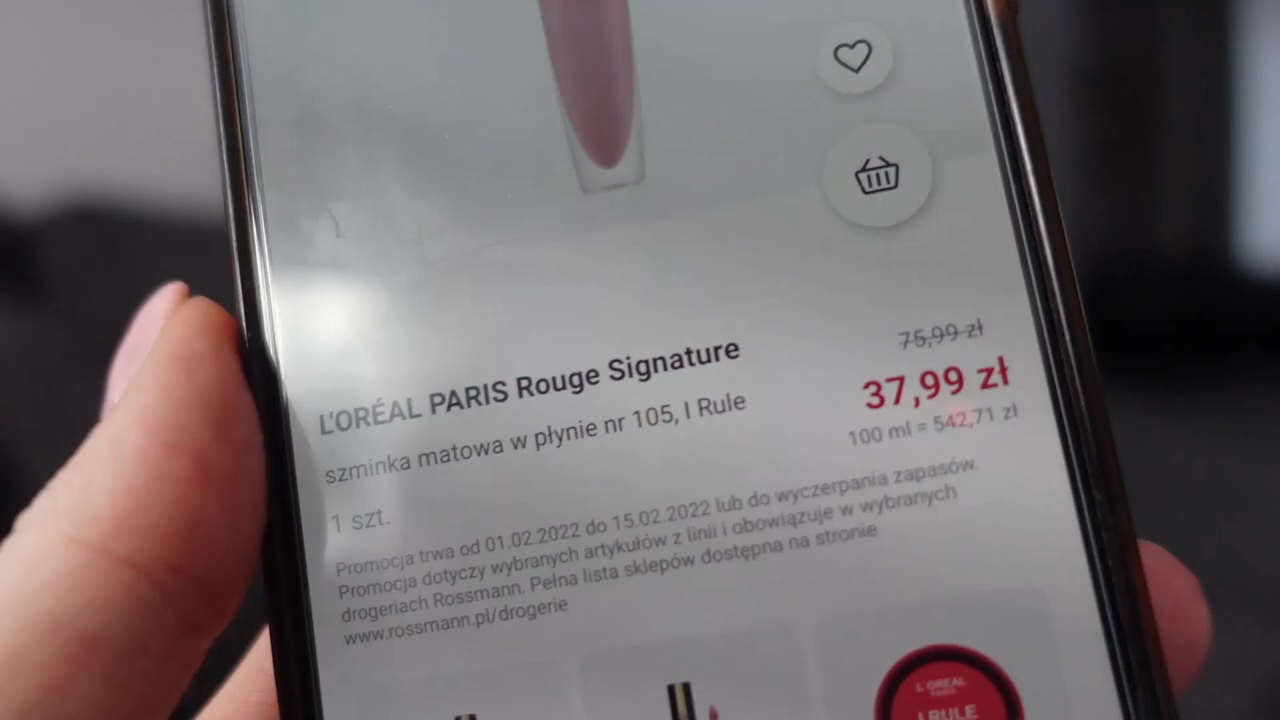 75,99 zł
L'ORÉAL PARIS Rouge Signature
37,99 zł
szminka matowa w płynie nr 105, I Rule
100 ml = 542,71 zł
1 szt.
Promocja trwa od 01.02.2022 do 15.02.2022 lub do wyczerpania zapasów.
Promocja dotyczy wybranych artykułów z linii i obowiązuje w wybranych
drogeriach Rossmann. Pełna lista sklepów dostępna na stronie
www.rossmann.pl/drogerie
L'ORÉAL
PARIS
I RULE